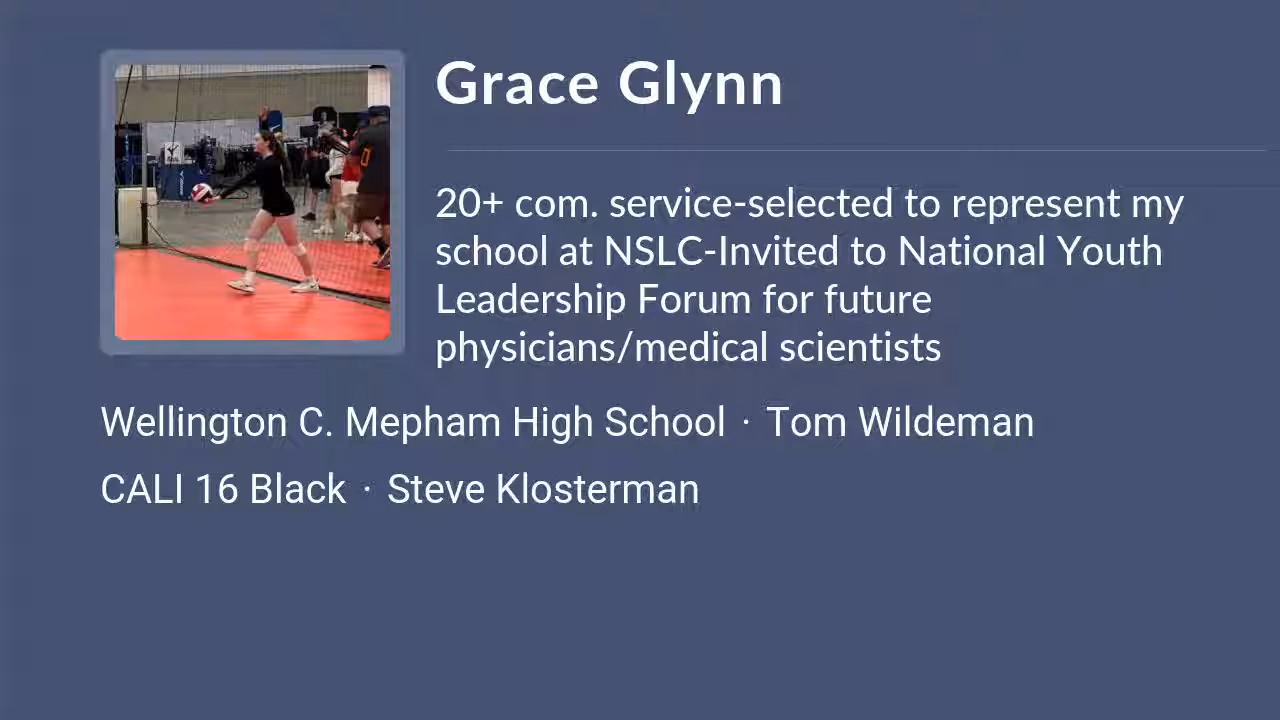 Grace Glynn
20+ com. service-selected to represent my
school at NSLC-Invited to National Youth
Leadership Forum for future
physicians/medical scientists
Wellington C. Mepham High School · Tom Wildeman
CALI 16 Black · Steve Klosterman